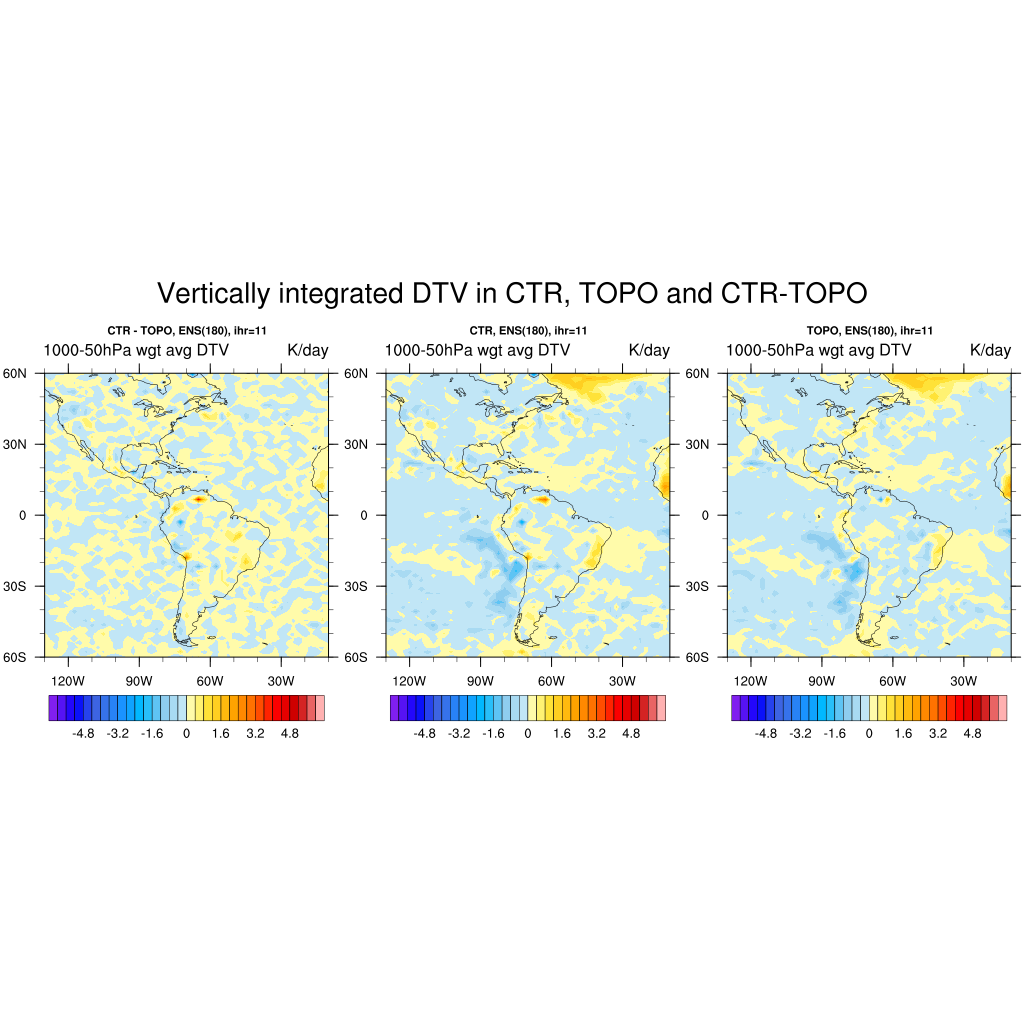 Vertically integrated DTV in CTR, TOPO and CTR-TOPO
CTR - TOPO, ENS(180), ihr=11
1000-50hPa wgt avg DTV K/day
60N
30N
0
30S
60S
120W 90W 60W 30W
-4.8 -3.2 -1.6 0 1.6 3.2 4.8
CTR, ENS(180), ihr=11
1000-50hPa wgt avg DTV K/day
60N
30N
0
30S
60S
120W 90W 60W 30W
-4.8 -3.2 -1.6 0 1.6 3.2 4.8
TOPO, ENS(180), ihr=11
1000-50hPa wgt avg DTV K/day
60N
30N
0
30S
60S
120W 90W 60W 30W
-4.8 -3.2 -1.6 0 1.6 3.2 4.8